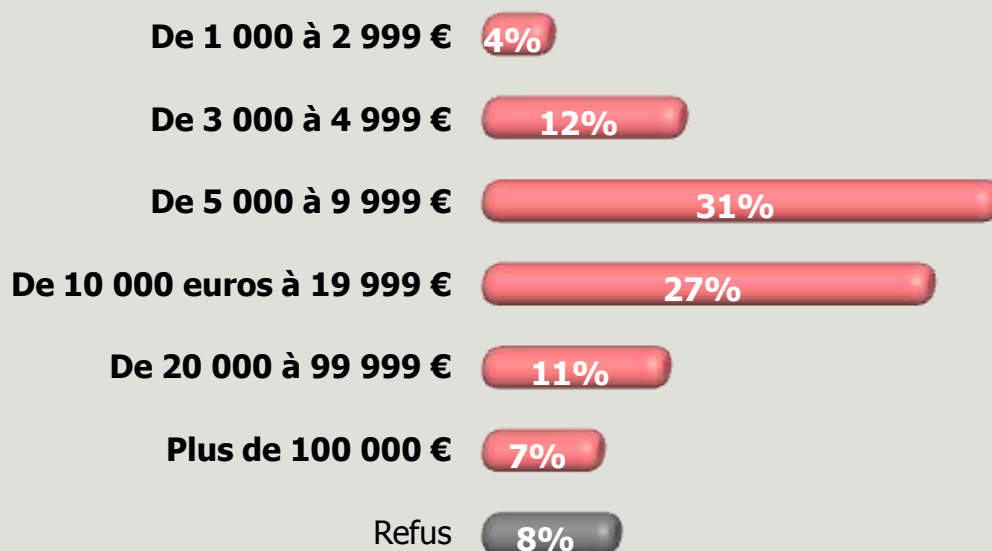 De 1 000 à 2 999 € 4%
De 3 000 à 4 999 € 12%
De 5 000 à 9 999 € 31%
De 10 000 euros à 19 999 € 27%
De 20 000 à 99 999 € 11%
Plus de 100 000 € 7%
Refus 8%